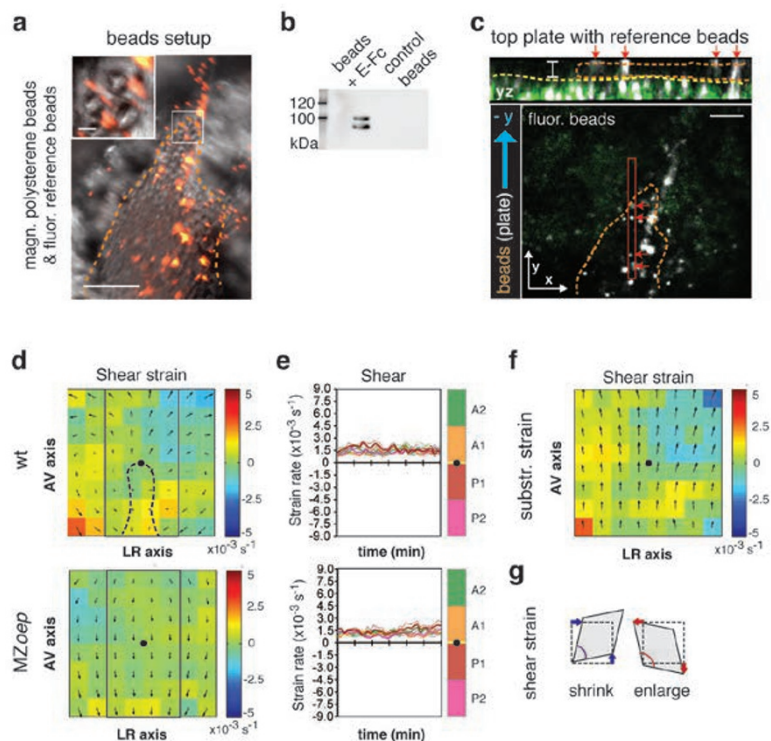 a
beads setup
magn. polysterene beads
& fluor. reference beads
b
beads
+ E-Fc
control
beads
120
100
kDa
c
top plate with reference beads
yz
-y
fluor. beads
beads (plate)
y
x
d
Shear strain
wt
AV axis
LR axis
5
2.5
0
-2.5
-5
x10⁻³ s⁻¹
MZoep
AV axis
LR axis
5
2.5
0
-2.5
-5
x10⁻³ s⁻¹
e
Shear
Strain rate (x10⁻³ s⁻¹)
9.0
7.5
6.0
4.5
3.0
1.5
0
-1.5
-3.0
-4.5
-6.0
-7.5
-9.0
time (min)
A2
A1
P1
P2
Strain rate (x10⁻³ s⁻¹)
9.0
7.5
6.0
4.5
3.0
1.5
0
-1.5
-3.0
-4.5
-6.0
-7.5
-9.0
time (min)
A2
A1
P1
P2
f
Shear strain
substr. strain
AV axis
LR axis
5
2.5
0
-2.5
-5
x10⁻³ s⁻¹
g
shear strain
shrink
enlarge